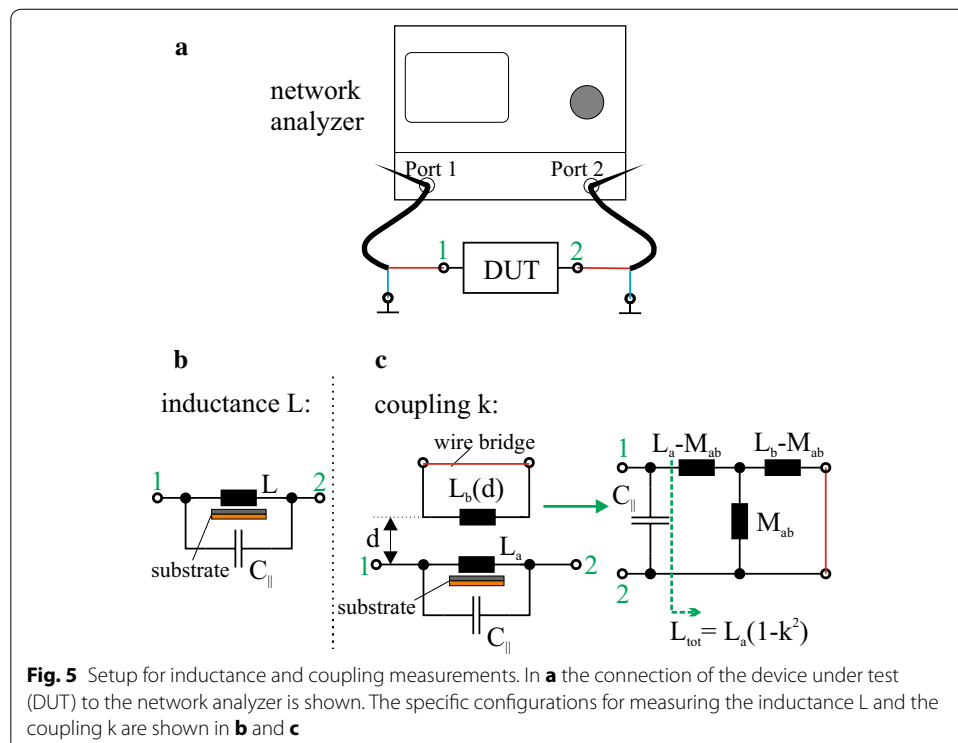 a
network
analyzer
Port 1
Port 2
1
2
DUT
b
inductance L:
1
L
2
substrate
C||
c
coupling k:
wire bridge
Lb(d)
d
La
1
2
substrate
C||
1
La-Mab
Lb-Mab
C||
Mab
2
Ltot= La(1-k²)
Fig. 5 Setup for inductance and coupling measurements. In a the connection of the device under test
(DUT) to the network analyzer is shown. The specific configurations for measuring the inductance L and the
coupling k are shown in b and c